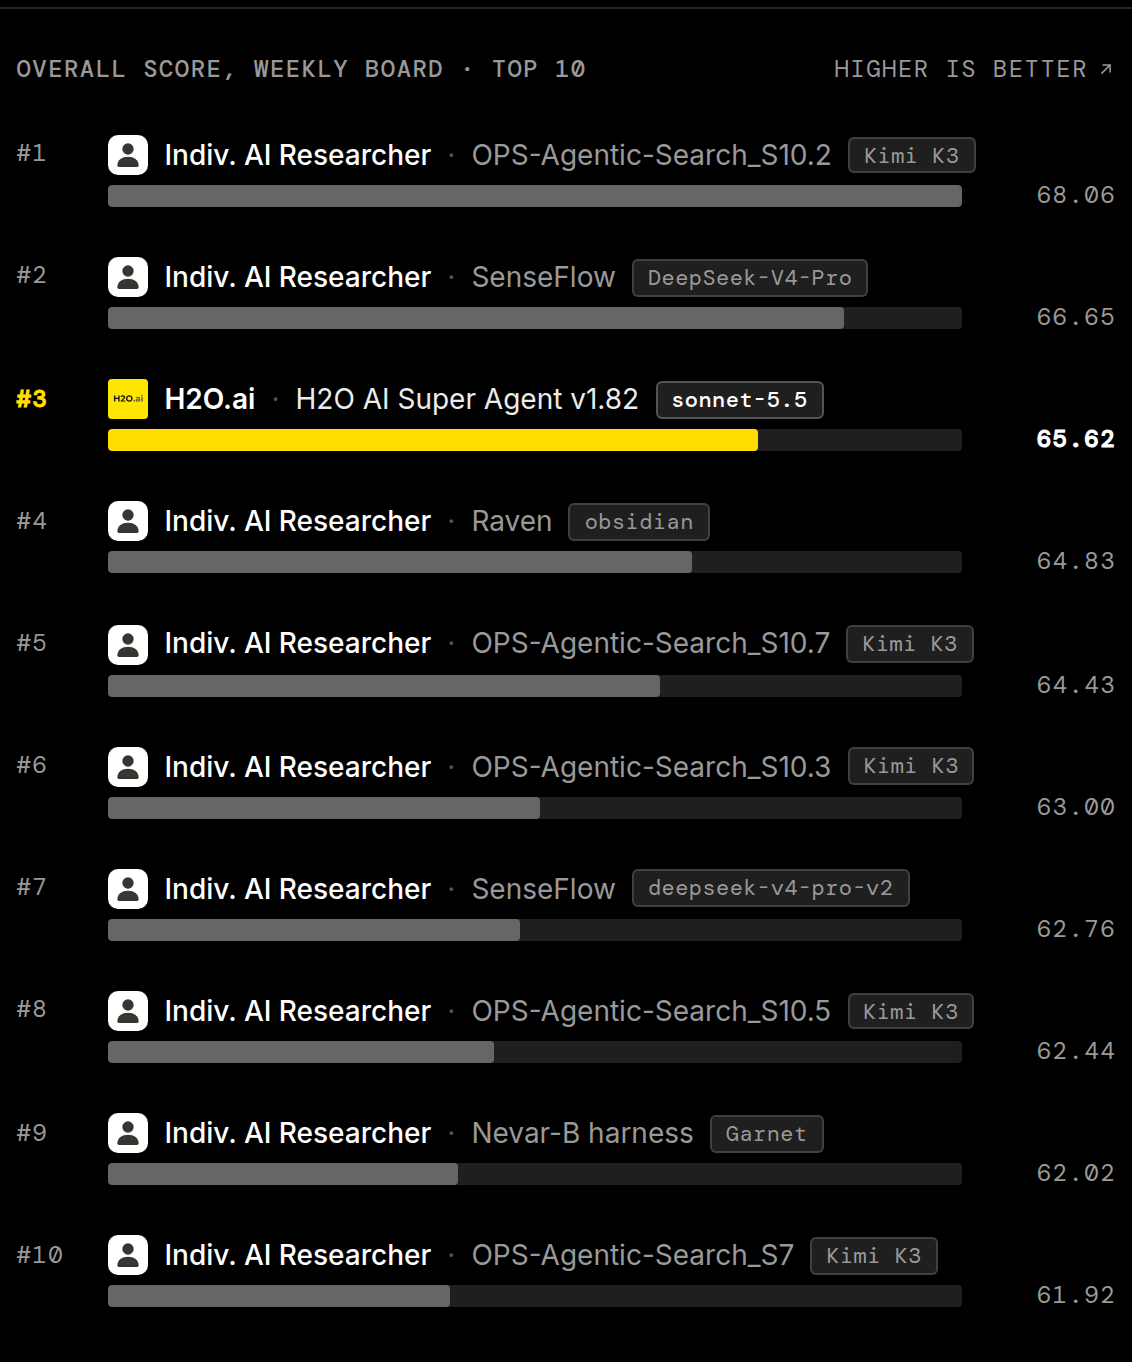 OVERALL SCORE, WEEKLY BOARD · TOP 10 HIGHER IS BETTER ↗
#1 Indiv. AI Researcher · OPS-Agentic-Search_S10.2 Kimi K3
68.06
#2 Indiv. AI Researcher · SenseFlow DeepSeek-V4-Pro
66.65
#3 H2O.ai H2O.ai · H2O AI Super Agent v1.82 sonnet-5.5
65.62
#4 Indiv. AI Researcher · Raven obsidian
64.83
#5 Indiv. AI Researcher · OPS-Agentic-Search_S10.7 Kimi K3
64.43
#6 Indiv. AI Researcher · OPS-Agentic-Search_S10.3 Kimi K3
63.00
#7 Indiv. AI Researcher · SenseFlow deepseek-v4-pro-v2
62.76
#8 Indiv. AI Researcher · OPS-Agentic-Search_S10.5 Kimi K3
62.44
#9 Indiv. AI Researcher · Nevar-B harness Garnet
62.02
#10 Indiv. AI Researcher · OPS-Agentic-Search_S7 Kimi K3
61.92